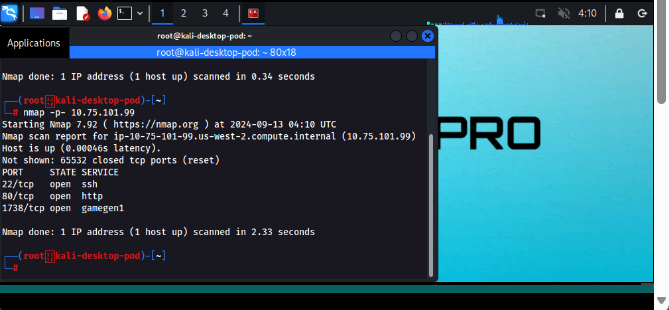 1 2 3 4
4:10
Applications
root@kali-desktop-pod: ~
root@kali-desktop-pod: ~ 80x18
Nmap done: 1 IP address (1 host up) scanned in 0.34 seconds
┌──(root💀kali-desktop-pod)-[~]
└─# nmap -p- 10.75.101.99
Starting Nmap 7.92 ( https://nmap.org ) at 2024-09-13 04:10 UTC
Nmap scan report for ip-10-75-101-99.us-west-2.compute.internal (10.75.101.99)
Host is up (0.00046s latency).
Not shown: 65532 closed tcp ports (reset)
PORT     STATE SERVICE
22/tcp   open  ssh
80/tcp   open  http
1738/tcp open  gamegen1
Nmap done: 1 IP address (1 host up) scanned in 2.33 seconds
┌──(root💀kali-desktop-pod)-[~]
└─#
PRO